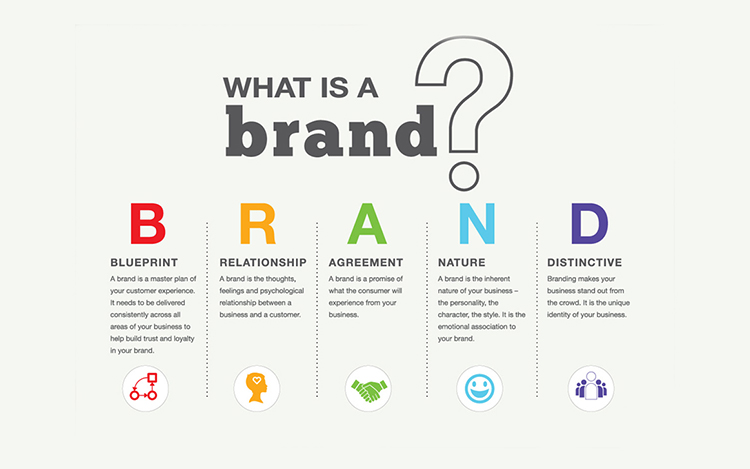 WHAT IS A
brand?
B
BLUEPRINT
A brand is a master plan of
your customer experience.
It needs to be delivered
consistently across all
areas of your business to
help build trust and loyalty
in your brand.
R
RELATIONSHIP
A brand is the thoughts,
feelings and psychological
relationship between a
business and a customer.
A
AGREEMENT
A brand is a promise of
what the consumer will
experience from your
business.
N
NATURE
A brand is the inherent
nature of your business –
the personality, the
character, the style. It is the
emotional association to
your brand.
D
DISTINCTIVE
Branding makes your
business stand out from
the crowd. It is the unique
identity of your business.